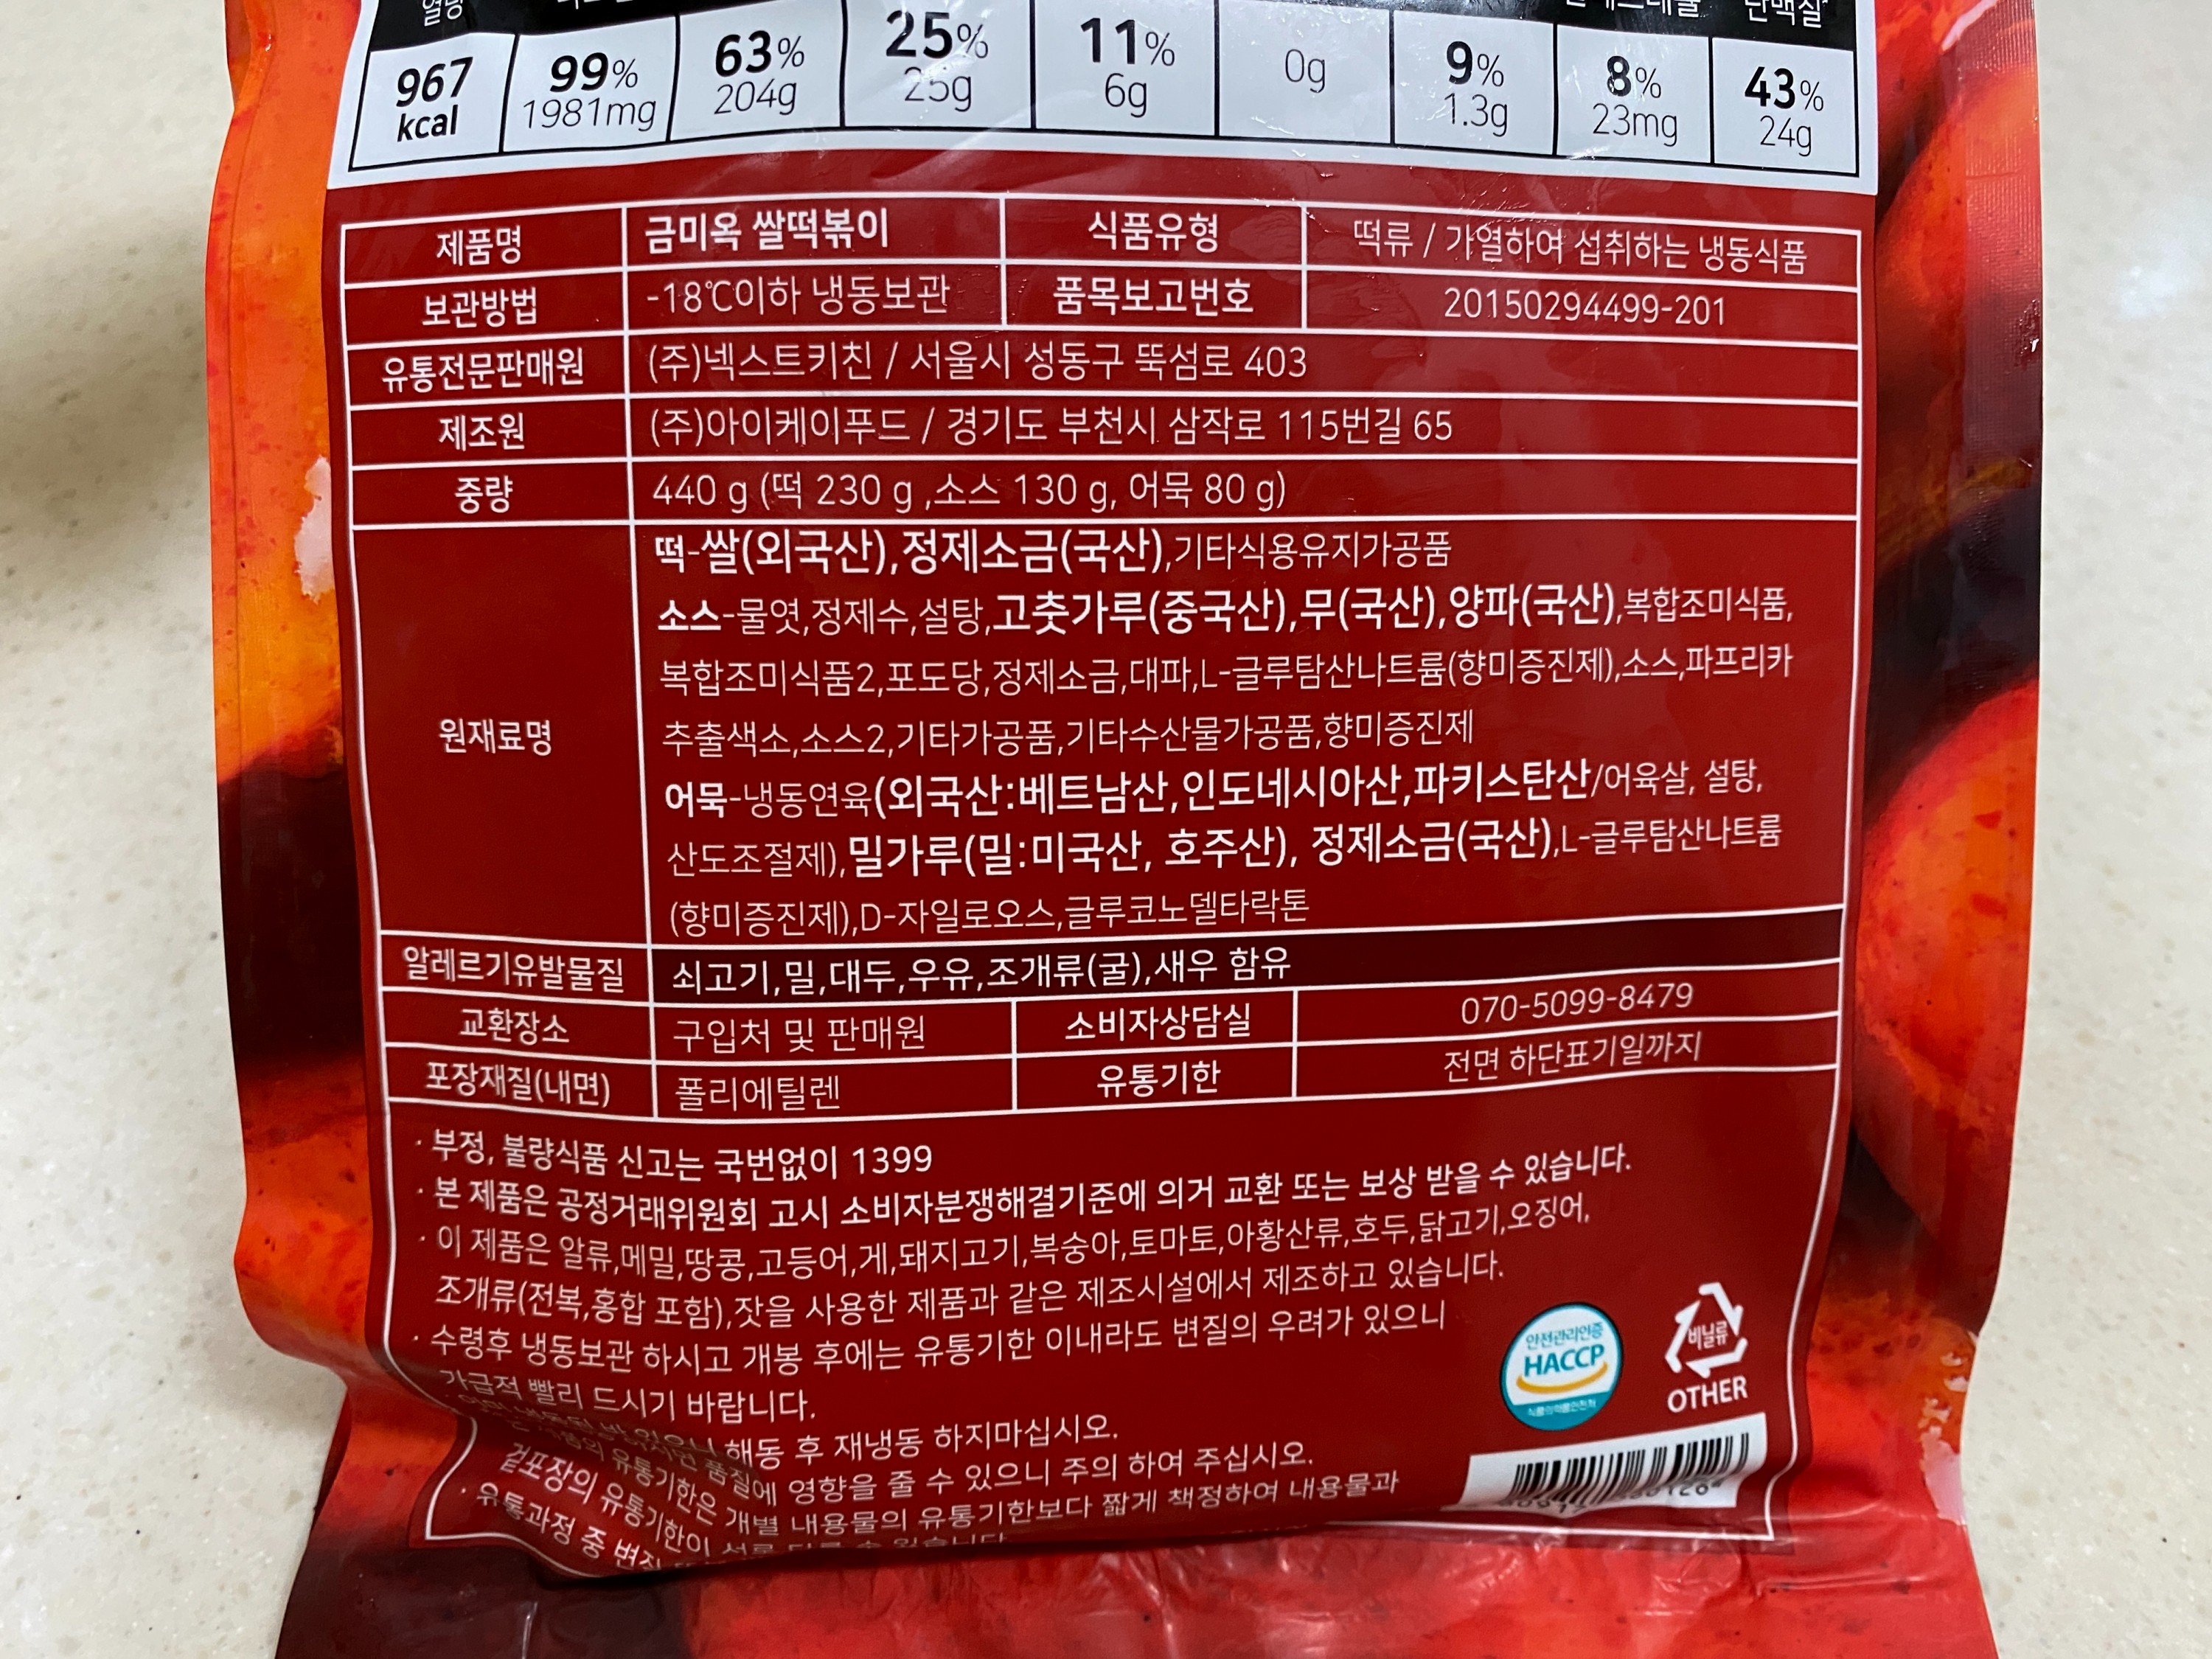 967 kcal
99% 1981mg
63% 204g
25% 25g
11% 6g
0g
9% 1.3g
8% 23mg
43% 24g
제품명 금미옥 쌀떡볶이 식품유형 떡류 / 가열하여 섭취하는 냉동식품
보관방법 -18℃이하 냉동보관 품목보고번호 20150294499-201
유통전문판매원 (주)넥스트키친 / 서울시 성동구 뚝섬로 403
제조원 (주)아이케이푸드 / 경기도 부천시 삼작로 115번길 65
중량 440 g (떡 230 g ,소스 130 g, 어묵 80 g)
원재료명
떡-쌀(외국산),정제소금(국산),기타식용유지가공품
소스-물엿,정제수,설탕,고춧가루(중국산),무(국산),양파(국산),복합조미식품,
복합조미식품2,포도당,정제소금,대파,L-글루탐산나트륨(향미증진제),소스,파프리카
추출색소,소스2,기타가공품,기타수산물가공품,향미증진제
어묵-냉동연육(외국산:베트남산,인도네시아산,파키스탄산/어육살, 설탕,
산도조절제),밀가루(밀:미국산, 호주산), 정제소금(국산),L-글루탐산나트륨
(향미증진제),D-자일로오스,글루코노델타락톤
알레르기유발물질 쇠고기,밀,대두,우유,조개류(굴),새우 함유
교환장소 구입처 및 판매원 소비자상담실 070-5099-8479
포장재질(내면) 폴리에틸렌 유통기한 전면 하단표기일까지
· 부정, 불량식품 신고는 국번없이 1399
· 본 제품은 공정거래위원회 고시 소비자분쟁해결기준에 의거 교환 또는 보상 받을 수 있습니다.
· 이 제품은 알류,메밀,땅콩,고등어,게,돼지고기,복숭아,토마토,아황산류,호두,닭고기,오징어,
조개류(전복,홍합 포함),잣을 사용한 제품과 같은 제조시설에서 제조하고 있습니다.
· 수령후 냉동보관 하시고 개봉 후에는 유통기한 이내라도 변질의 우려가 있으니
가급적 빨리 드시기 바랍니다.
해동 후 재냉동 하지마십시오.
품질에 영향을 줄 수 있으니 주의 하여 주십시오.
유통기한은 개별 내용물의 유통기한보다 짧게 책정하여 내용물과
겉포장의 유통기한이
· 유통과정 중
안전관리인증
HACCP
식품의약품안전처
비닐류
OTHER